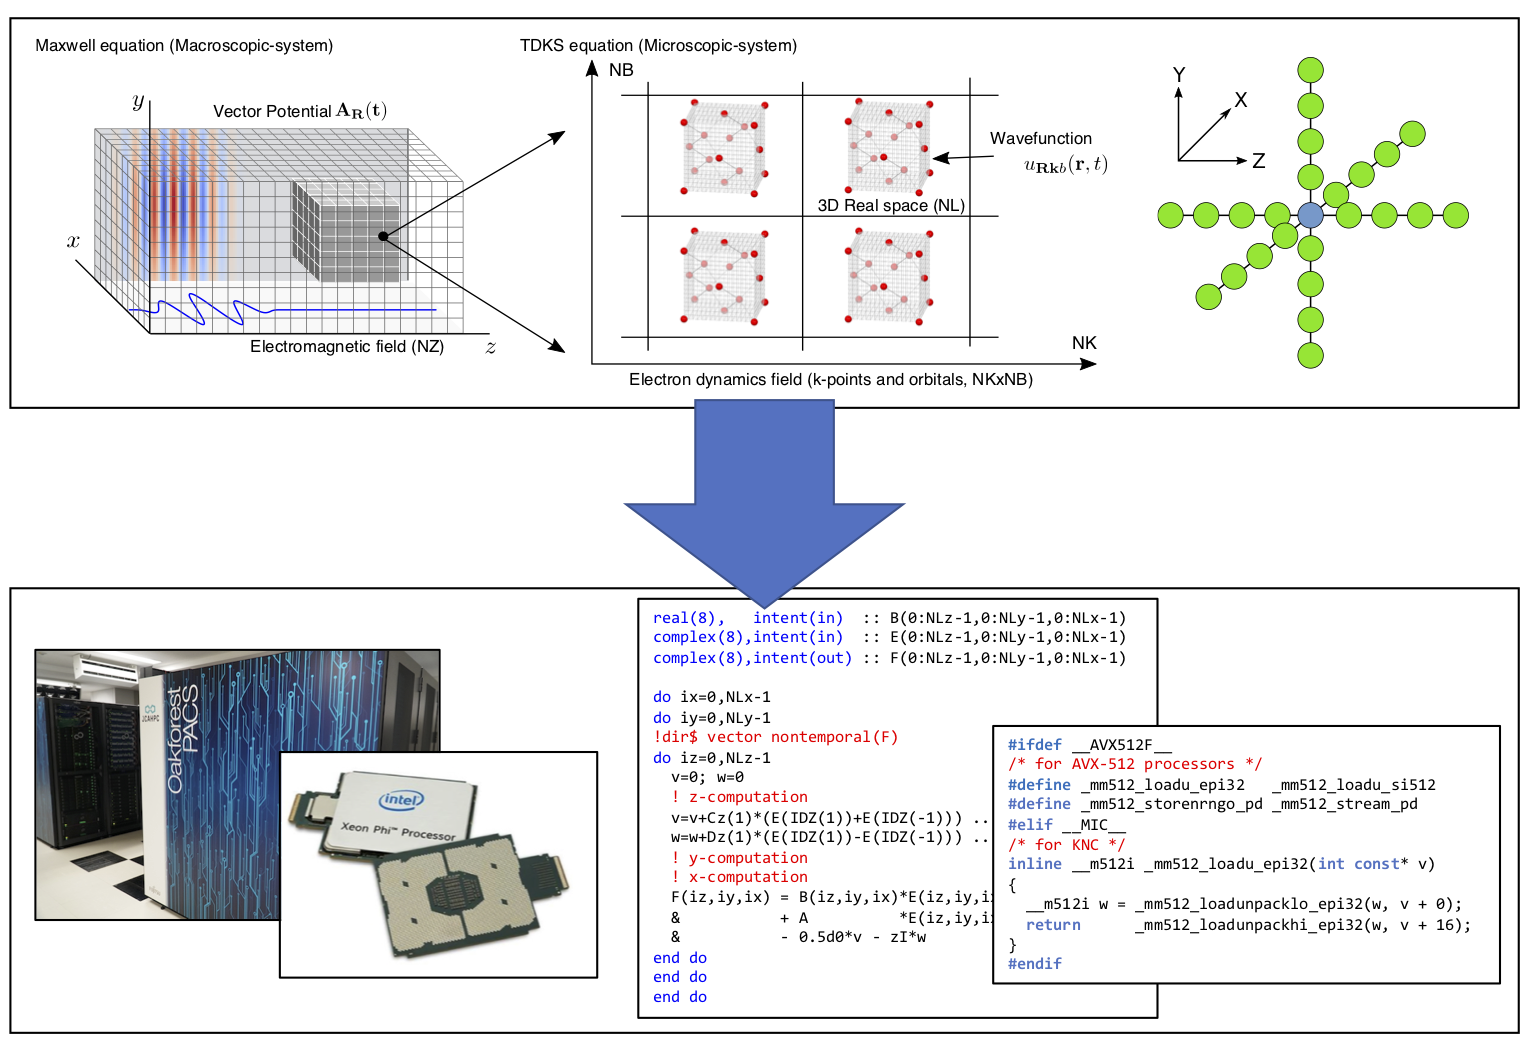 Maxwell equation (Macroscopic-system)
TDKS equation (Microscopic-system)
NB
y
Vector Potential A_R(t)
x
Electromagnetic field (NZ)
z
Wavefunction
u_Rkb(r, t)
3D Real space (NL)
NK
Electron dynamics field (k-points and orbitals, NKxNB)
Y
X
Z
JCAHPC
Oakforest
PACS
intel
Xeon Phi™ Processor
real(8),   intent(in)  :: B(0:NLz-1,0:NLy-1,0:NLx-1)
complex(8),intent(in)  :: E(0:NLz-1,0:NLy-1,0:NLx-1)
complex(8),intent(out) :: F(0:NLz-1,0:NLy-1,0:NLx-1)
do ix=0,NLx-1
do iy=0,NLy-1
!dir$ vector nontemporal(F)
do iz=0,NLz-1
  v=0; w=0
  ! z-computation
  v=v+Cz(1)*(E(IDZ(1))+E(IDZ(-1))) ..
  w=w+Dz(1)*(E(IDZ(1))-E(IDZ(-1))) ..
  ! y-computation
  ! x-computation
  F(iz,iy,ix) = B(iz,iy,ix)*E(iz,iy,i
  &           + A          *E(iz,iy,i
  &           - 0.5d0*v - zI*w
end do
end do
end do
#ifdef __AVX512F__
/* for AVX-512 processors */
#define _mm512_loadu_epi32   _mm512_loadu_si512
#define _mm512_storenrngo_pd _mm512_stream_pd
#elif __MIC__
/* for KNC */
inline __m512i _mm512_loadu_epi32(int const* v)
{
  __m512i w = _mm512_loadunpacklo_epi32(w, v + 0);
  return      _mm512_loadunpackhi_epi32(w, v + 16);
}
#endif